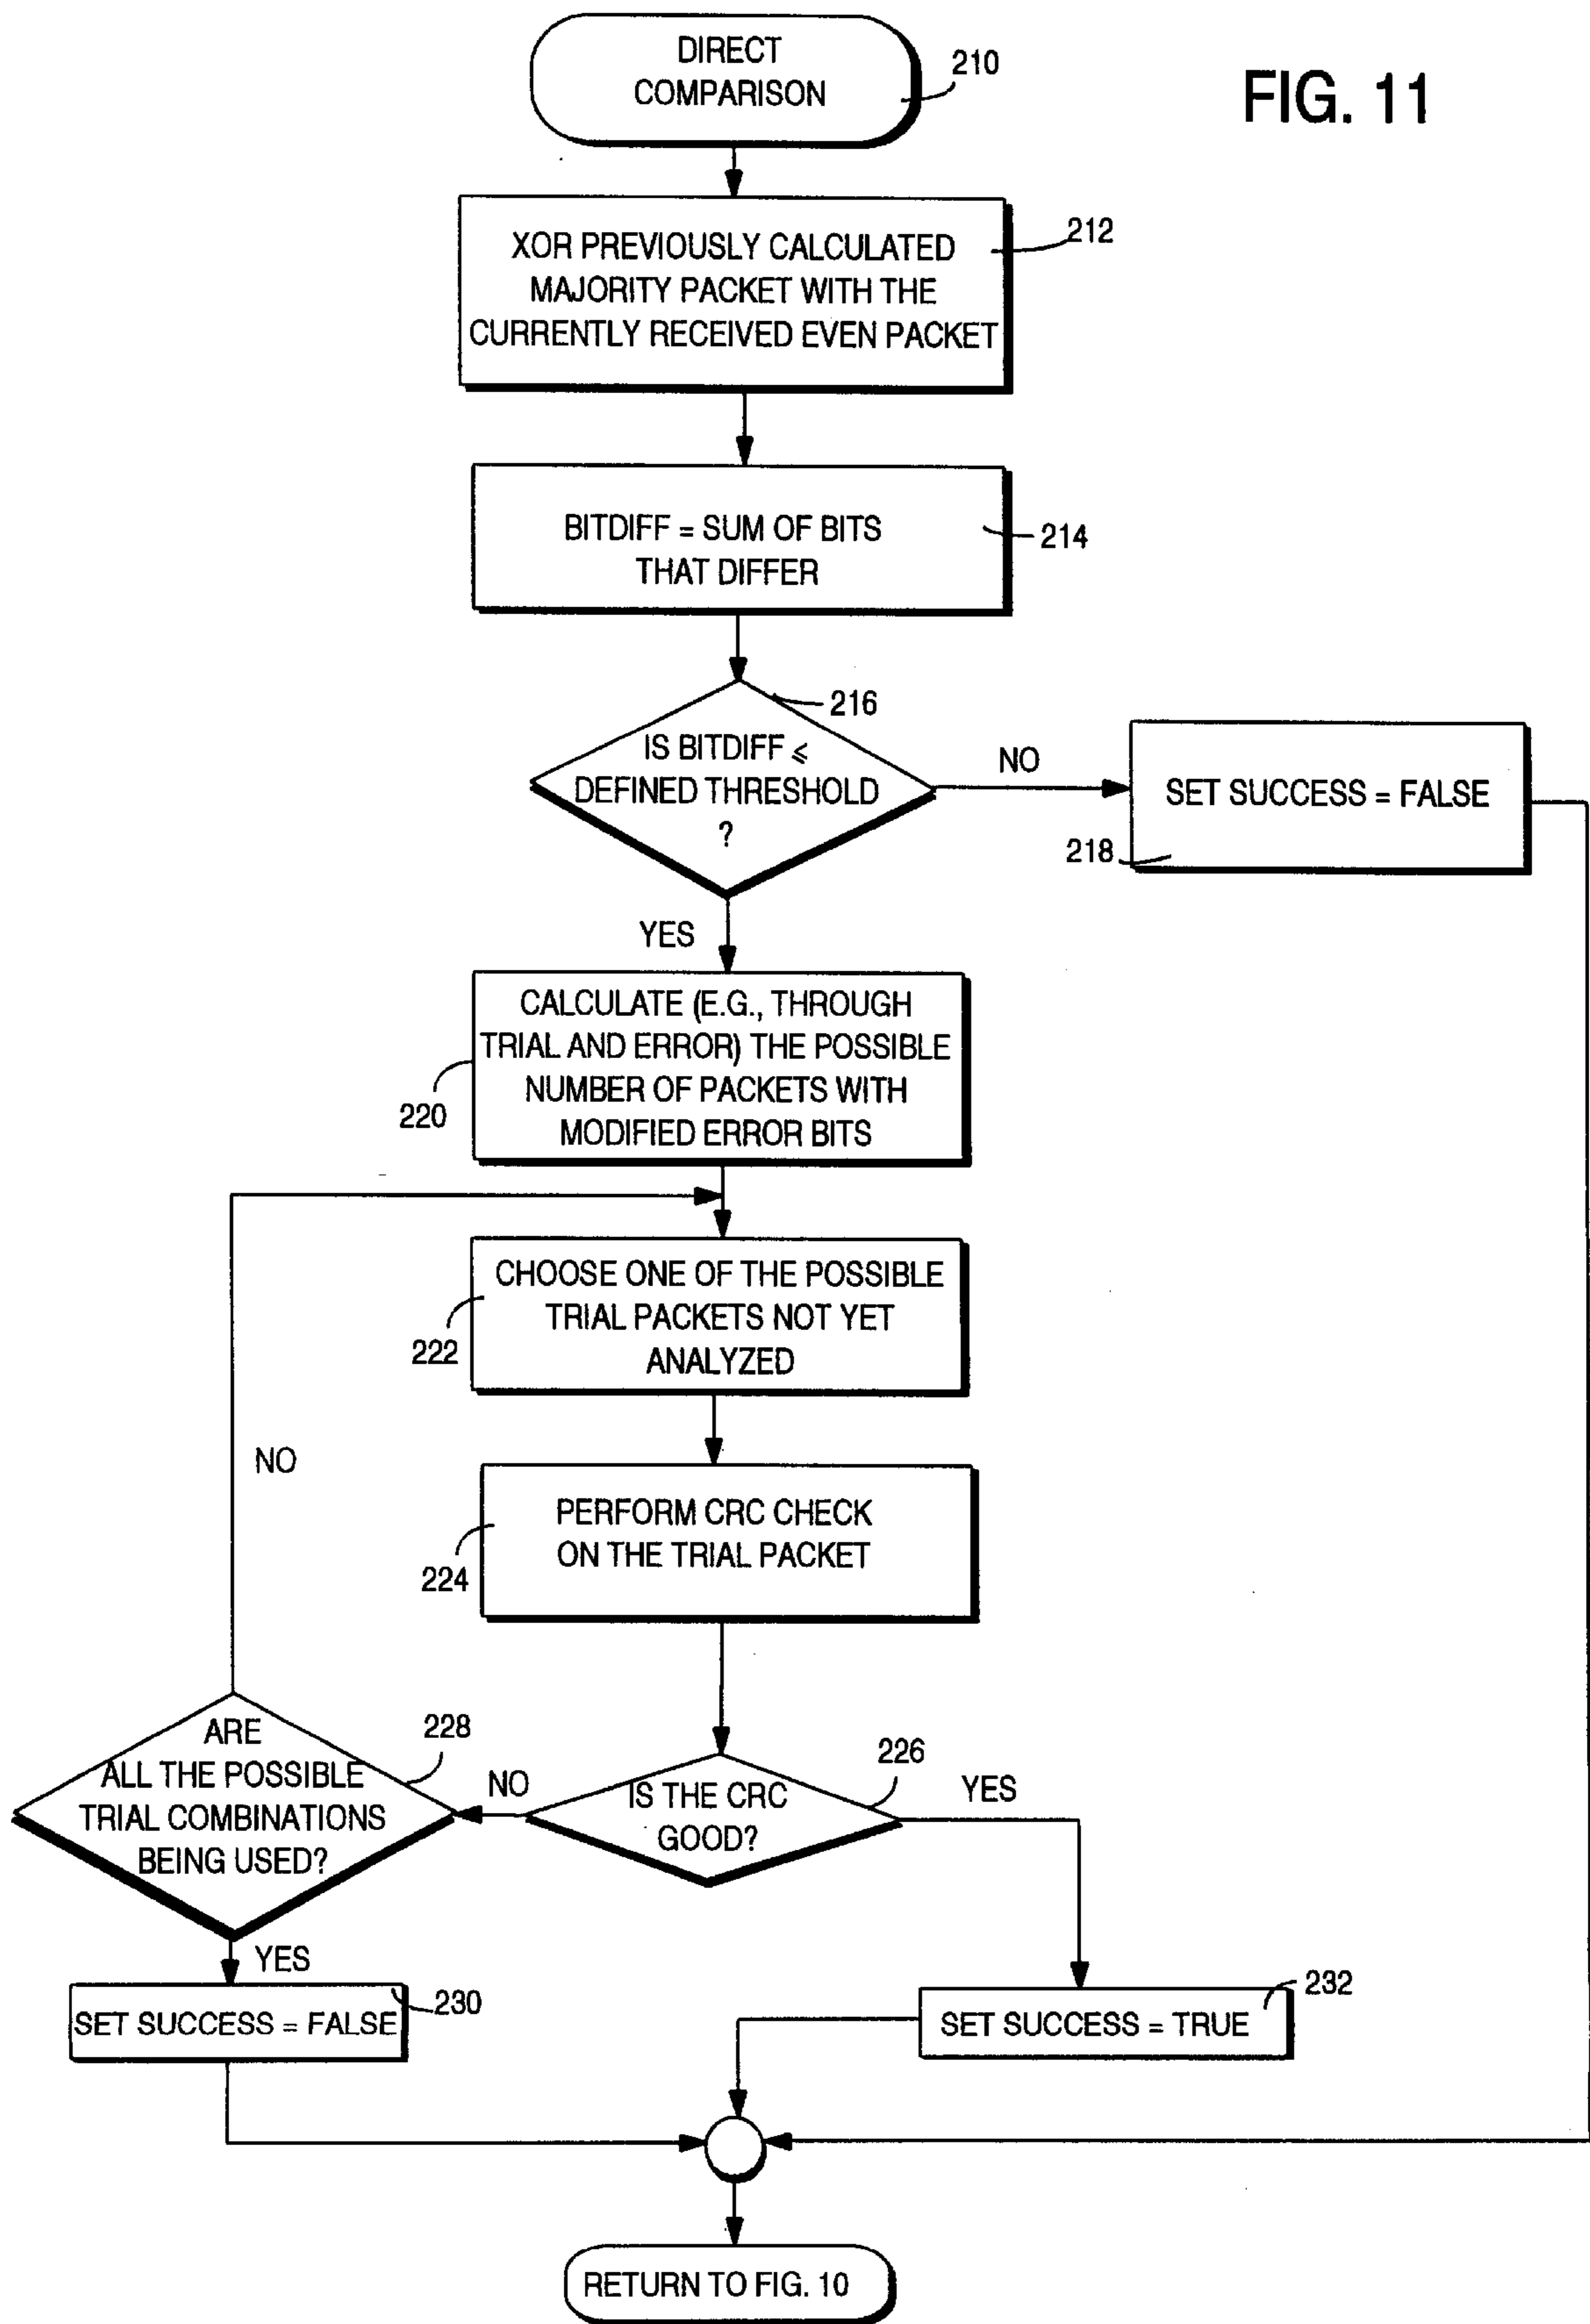 DIRECT
COMPARISON
210
FIG. 11
XOR PREVIOUSLY CALCULATED
MAJORITY PACKET WITH THE
CURRENTLY RECEIVED EVEN PACKET
212
BITDIFF = SUM OF BITS
THAT DIFFER
214
216
IS BITDIFF ≤
DEFINED THRESHOLD
?
NO
SET SUCCESS = FALSE
218
YES
CALCULATE (E.G., THROUGH
TRIAL AND ERROR) THE POSSIBLE
NUMBER OF PACKETS WITH
MODIFIED ERROR BITS
220
CHOOSE ONE OF THE POSSIBLE
TRIAL PACKETS NOT YET
ANALYZED
222
NO
PERFORM CRC CHECK
ON THE TRIAL PACKET
224
ARE
ALL THE POSSIBLE
TRIAL COMBINATIONS
BEING USED?
228
NO
IS THE CRC
GOOD?
226
YES
YES
SET SUCCESS = FALSE
230
SET SUCCESS = TRUE
232
RETURN TO FIG. 10